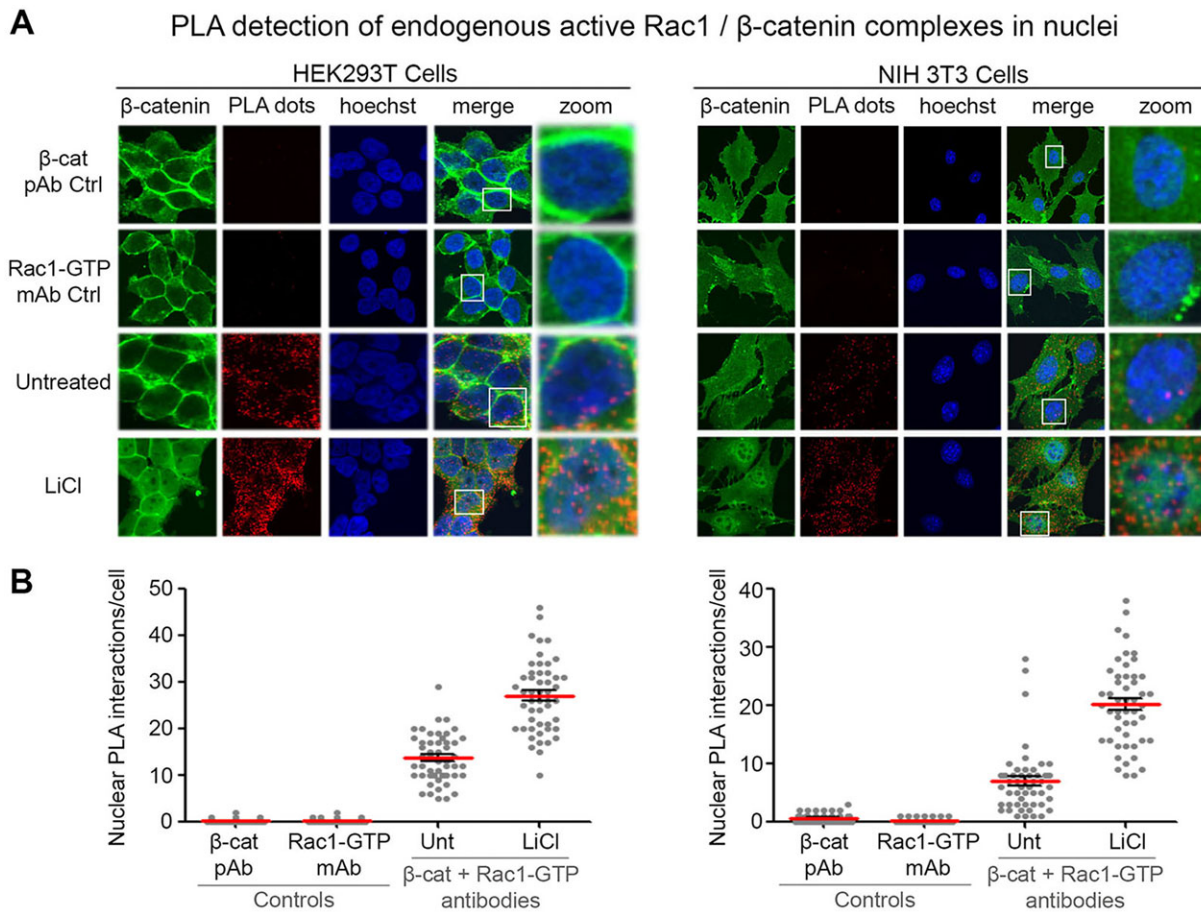 A
PLA detection of endogenous active Rac1 / β-catenin complexes in nuclei
HEK293T Cells
β-catenin PLA dots hoechst merge zoom
NIH 3T3 Cells
β-catenin PLA dots hoechst merge zoom
β-cat
pAb Ctrl
Rac1-GTP
mAb Ctrl
Untreated
LiCl
B
Nuclear PLA interactions/cell
50
40
30
20
10
0
β-cat
pAb
Rac1-GTP
mAb
Unt
LiCl
Controls
β-cat + Rac1-GTP
antibodies
Nuclear PLA interactions/cell
40
30
20
10
0
β-cat
pAb
Rac1-GTP
mAb
Unt
LiCl
Controls
β-cat + Rac1-GTP
antibodies